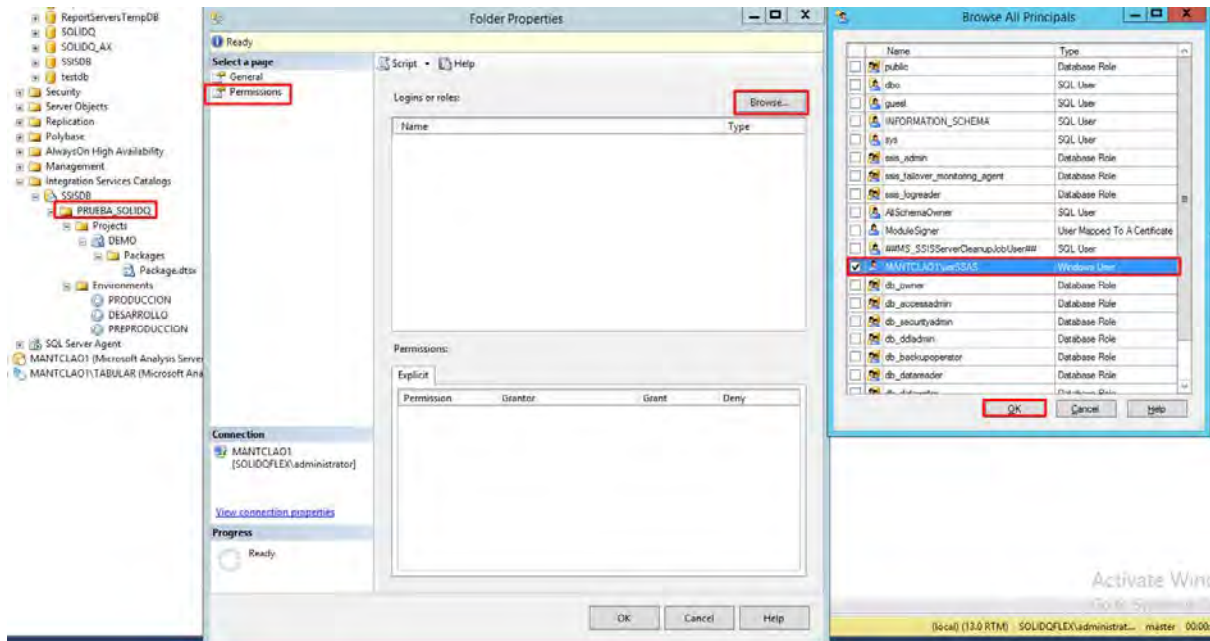 ReportServersTempDB
SOLIDQ
SOLIDQ_AX
SSISDB
testdb
Security
Server Objects
Replication
Polybase
AlwaysOn High Availability
Management
Integration Services Catalogs
SSISDB
PRUEBA_SOLIDQ
Projects
DEMO
Packages
Package.dtsx
Environments
PRODUCCION
DESARROLLO
PREPRODUCCION
SQL Server Agent
MANTCLAO1 (Microsoft Analysis Server
MANTCLAO1\TABULAR (Microsoft Ana
Folder Properties
Ready
Select a page
General
Permissions
Script
Help
Logins or roles:
Browse...
Name Type
Permissions:
Explicit
Permission Grantor Grant Deny
Connection
MANTCLAO1
[SOLIDQFLEX\administrator]
View connection properties
Progress
Ready
OK Cancel Help
Browse All Principals
Name Type
public Database Role
dbo SQL User
guest SQL User
INFORMATION_SCHEMA SQL User
sys SQL User
ssis_admin Database Role
ssis_failover_monitoring_agent Database Role
ssis_logreader Database Role
AllSchemaOwner SQL User
ModuleSigner User Mapped To A Certificate
##MS_SSISServerCleanupJobUser## SQL User
Windows User
db_owner Database Role
db_accessadmin Database Role
db_securityadmin Database Role
db_ddladmin Database Role
db_backupoperator Database Role
db_datareader Database Role
OK Cancel Help
Activate Wind
(local) (13.0 RTM) SOLIDQFLEX\administrat... master 00:00: